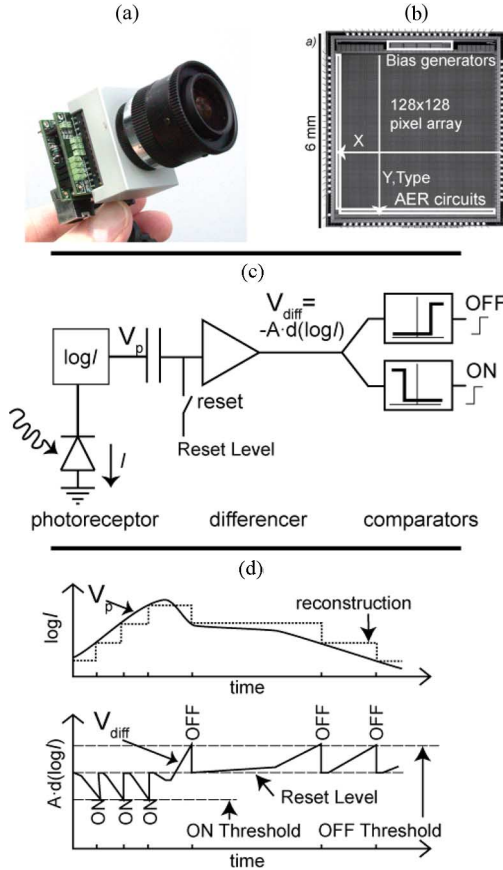 (a)
(b)
a)
Bias generators
128x128
pixel array
6 mm
X
Y,Type
AER circuits
(c)
V_diff =
-A·d(logI)
V_p
logI
OFF
ON
reset
Reset Level
I
photoreceptor
differencer
comparators
(d)
V_p
logI
reconstruction
time
V_diff
A·d(logI)
OFF
OFF
OFF
ON
ON
ON
Reset Level
ON Threshold
OFF Threshold
time